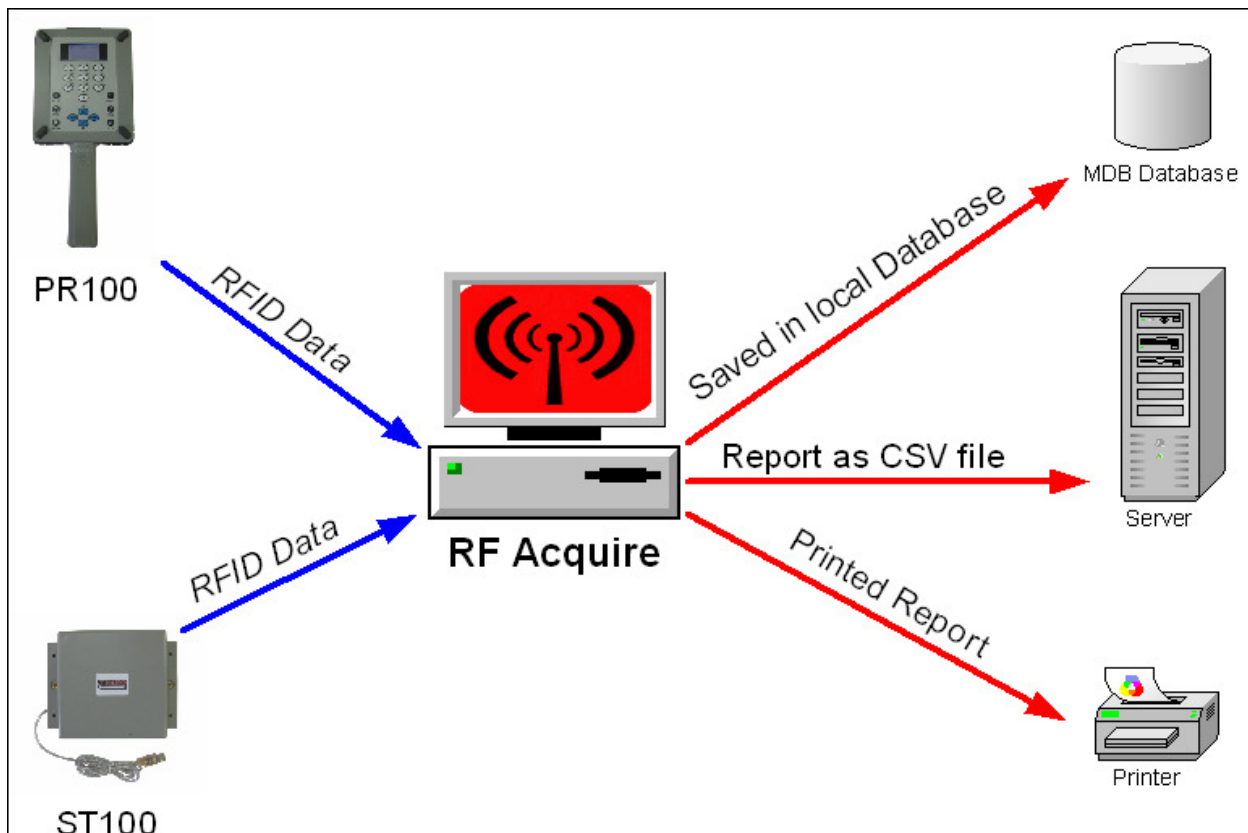 PR100
RFID Data
RFID Data
ST100
RF Acquire
Saved in local Database
Report as CSV file
Printed Report
MDB Database
Server
Printer